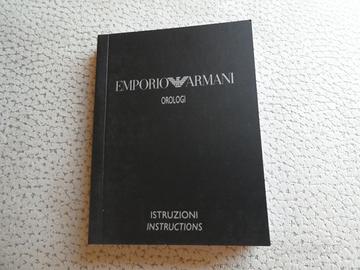 EMPORIO ARMANI
OROLOGI
ISTRUZIONI
INSTRUCTIONS